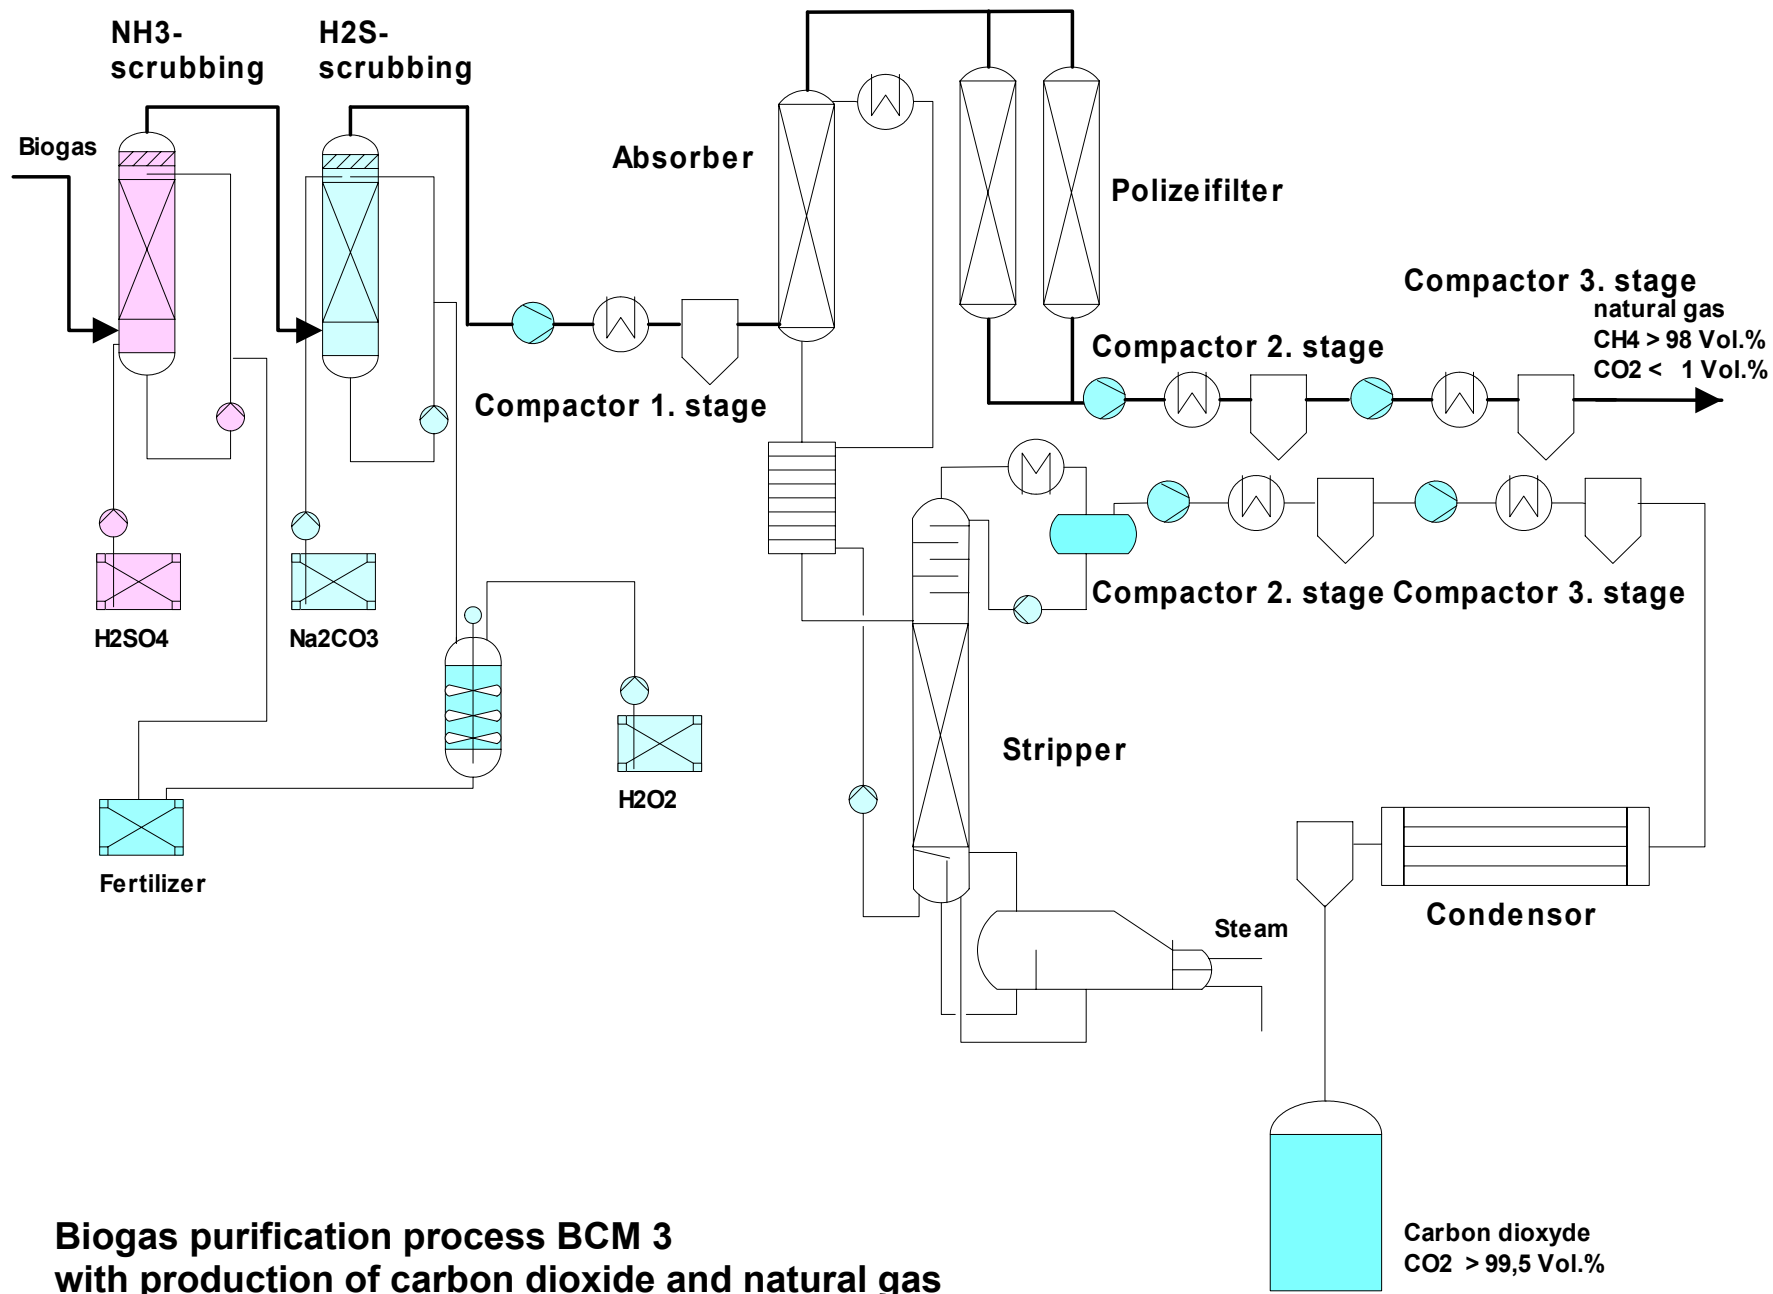 NH3-
scrubbing
H2S-
scrubbing
Biogas
Absorber
Polizeifilter
Compactor 3. stage
natural gas
CH4 > 98 Vol.%
CO2 < 1 Vol.%
Compactor 2. stage
Compactor 1. stage
Compactor 2. stage Compactor 3. stage
H2SO4
Na2CO3
Stripper
H2O2
Fertilizer
Condensor
Steam
Biogas purification process BCM 3
with production of carbon dioxide and natural gas
Carbon dioxyde
CO2 > 99,5 Vol.%